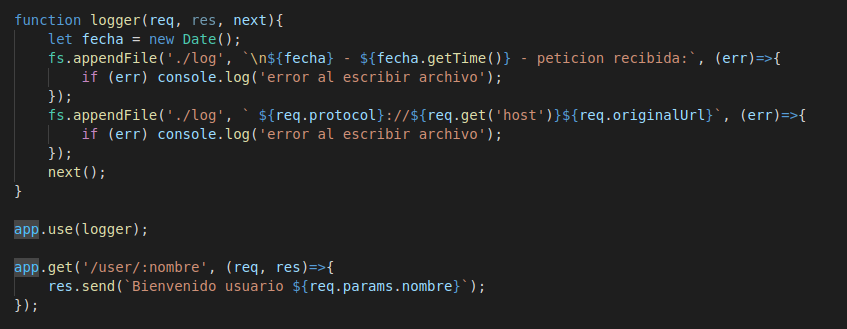 function logger(req, res, next){
    let fecha = new Date();
    fs.appendFile('./log', `\n${fecha} - ${fecha.getTime()} - peticion recibida:`, (err)=>{
        if (err) console.log('error al escribir archivo');
    });
    fs.appendFile('./log', ` ${req.protocol}://${req.get('host')}${req.originalUrl}`, (err)=>{
        if (err) console.log('error al escribir archivo');
    });
    next();
}

app.use(logger);

app.get('/user/:nombre', (req, res)=>{
    res.send(`Bienvenido usuario ${req.params.nombre}`);
});